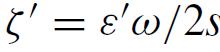 ζ′ = ε′ω/2s